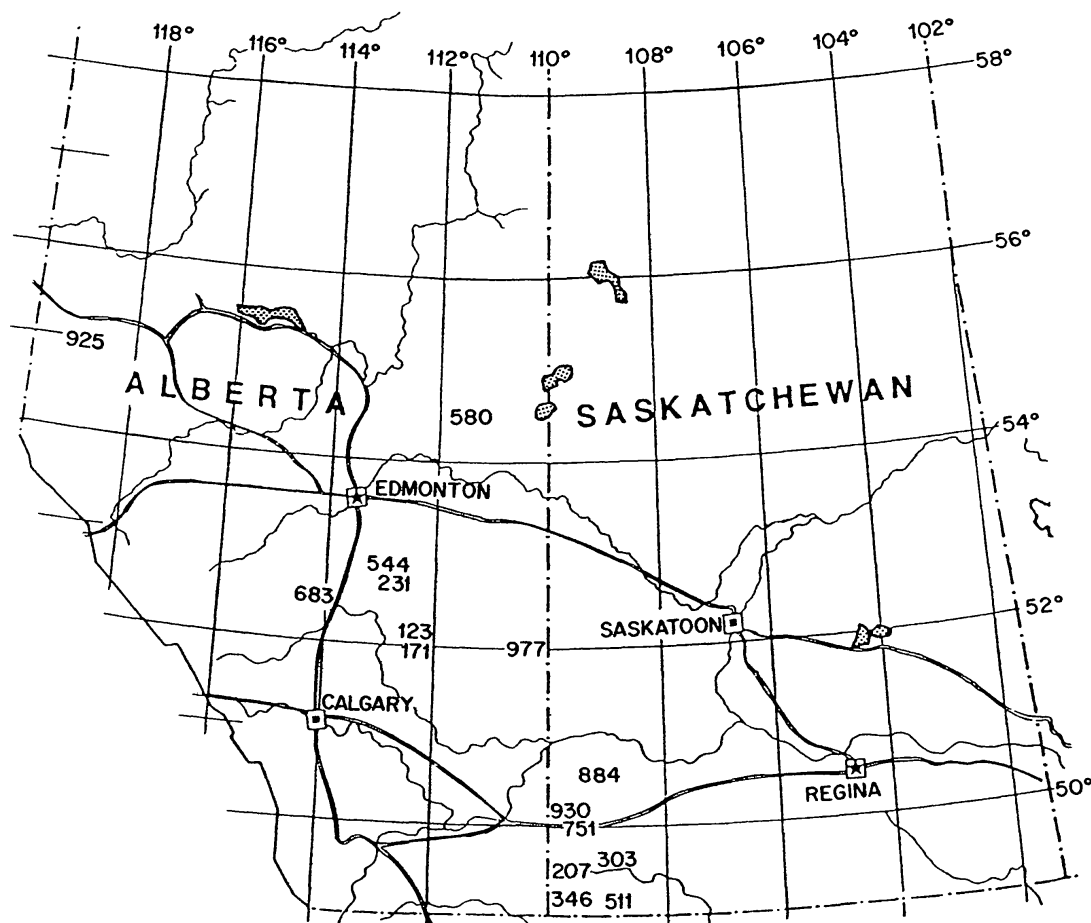 118° 116° 114° 112° 110° 108° 106° 104° 102°
58°
56°
925
ALBERTA
580
SASKATCHEWAN
54°
EDMONTON
544
231
683
52°
123
171
977
SASKATOON
CALGARY
884
REGINA
50°
930
751
207 303
346 511